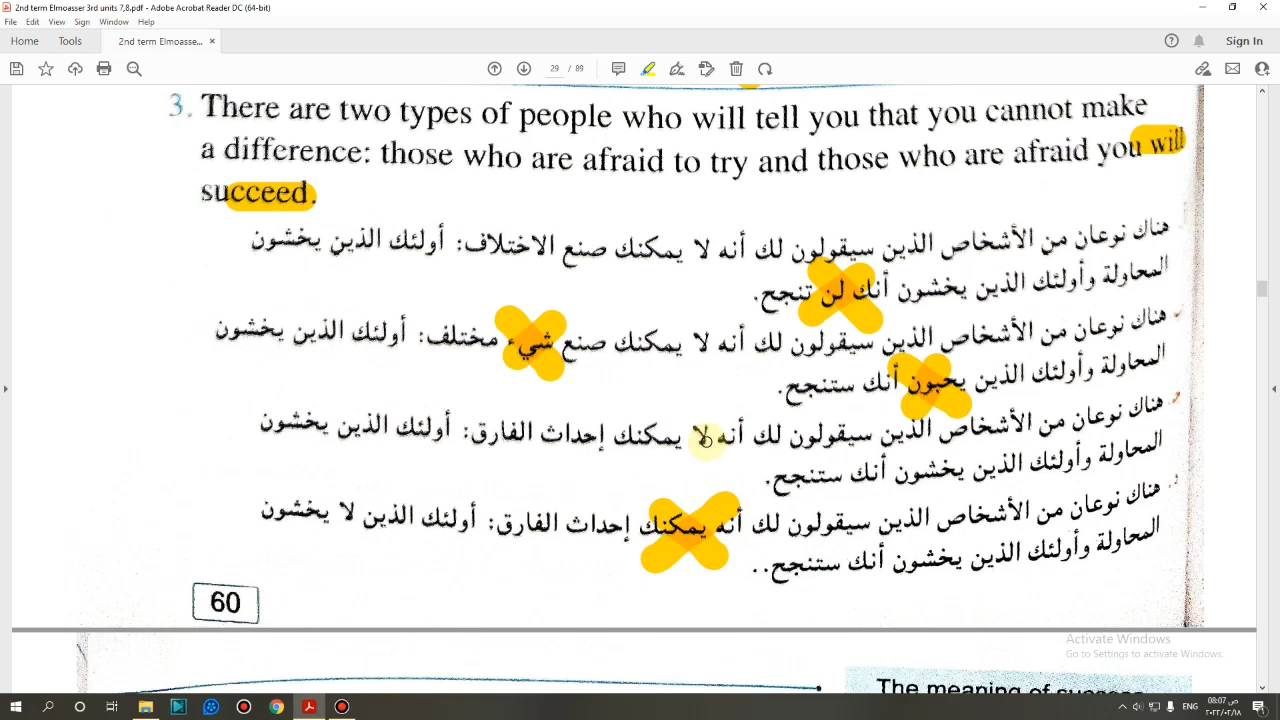 2nd term Elmoasser 3rd units 7,8.pdf - Adobe Acrobat Reader DC (64-bit)
File Edit View Sign Window Help
Home Tools 2nd term Elmoasse... × Sign In
29 / 89
3. There are two types of people who will tell you that you cannot make
a difference: those who are afraid to try and those who are afraid you will
succeed.
هناك نوعان من الأشخاص الذين سيقولون لك أنه لا يمكنك صنع الاختلاف: أولئك الذين يخشون
المحاولة وأولئك الذين يخشون أنك لن تنجح.
هناك نوعان من الأشخاص الذين سيقولون لك أنه لا يمكنك صنع شيء مختلف: أولئك الذين يخشون
المحاولة وأولئك الذين يحبون أنك ستنجح.
هناك نوعان من الأشخاص الذين سيقولون لك أنه لا يمكنك إحداث الفارق: أولئك الذين يخشون
المحاولة وأولئك الذين يخشون أنك ستنجح.
هناك نوعان من الأشخاص الذين سيقولون لك أنه يمكنك إحداث الفارق: أولئك الذين لا يخشون
المحاولة وأولئك الذين يخشون أنك ستنجح..
60
Activate Windows
Go to Settings to activate Windows.
The meaning of success
ENG 08:07 ص
٢٠٢٢/٠٢/١٨